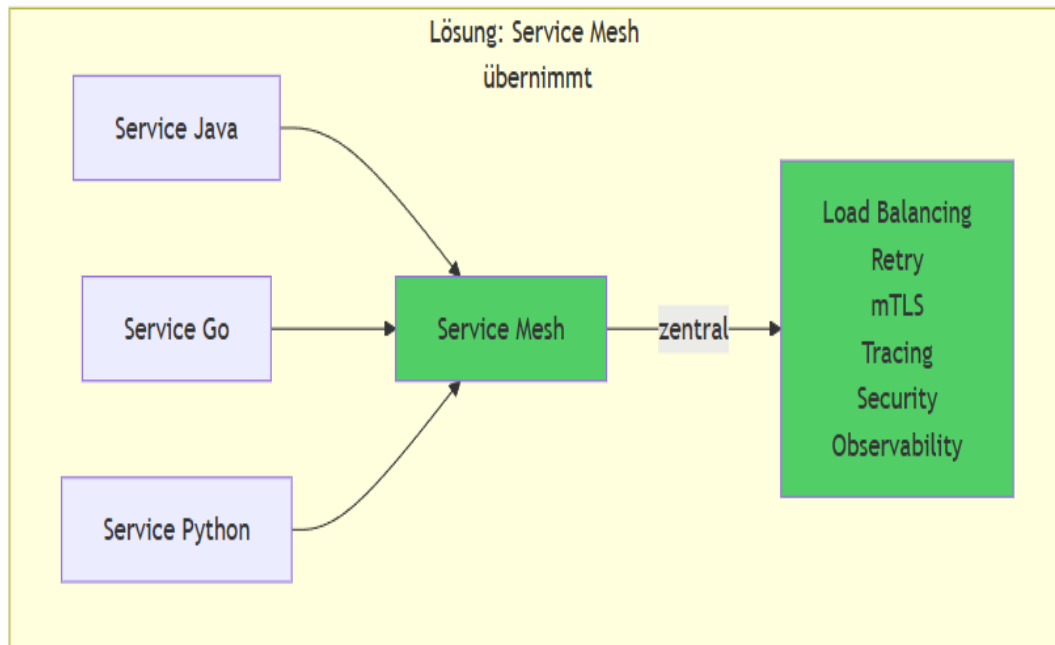 Lösung: Service Mesh
übernimmt
Service Java
Service Go
Service Python
Service Mesh
zentral
Load Balancing
Retry
mTLS
Tracing
Security
Observability